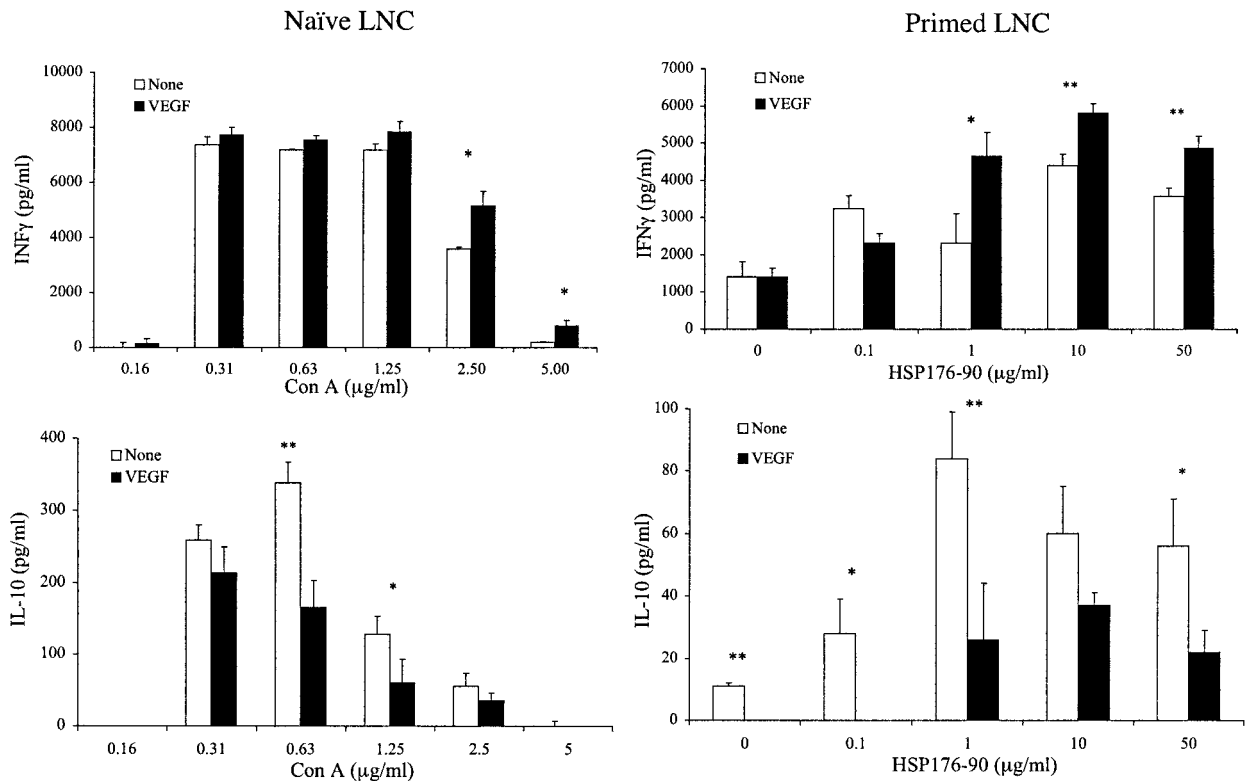 Naïve LNC
10000
8000
6000
4000
2000
0
INFγ (pg/ml)
None
VEGF
*
*
0.16 0.31 0.63 1.25 2.50 5.00
Con A (μg/ml)
Primed LNC
7000
6000
5000
4000
3000
2000
1000
0
IFNγ (pg/ml)
None
VEGF
*
**
**
0 0.1 1 10 50
HSP176-90 (μg/ml)
400
300
200
100
0
IL-10 (pg/ml)
None
VEGF
**
*
0.16 0.31 0.63 1.25 2.5 5
Con A (μg/ml)
100
80
60
40
20
0
IL-10 (pg/ml)
None
VEGF
**
*
**
*
0 0.1 1 10 50
HSP176-90 (μg/ml)